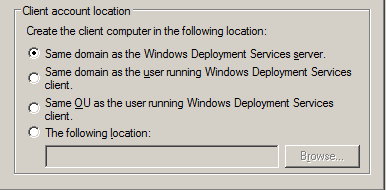 Client account location
Create the client computer in the following location:
Same domain as the Windows Deployment Services server.
Same domain as the user running Windows Deployment Services
client.
Same OU as the user running Windows Deployment Services
client.
The following location:
Browse...